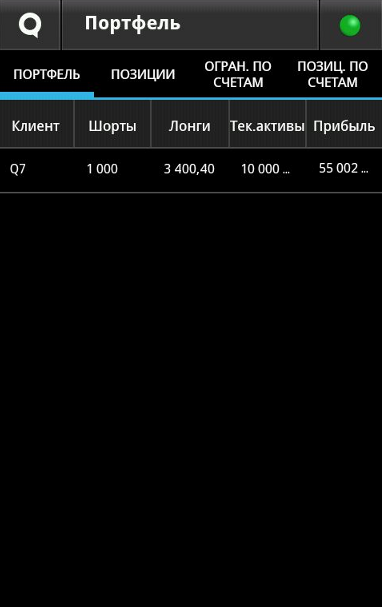 Портфель
ПОРТФЕЛЬ ПОЗИЦИИ ОГРАН. ПО СЧЕТАМ ПОЗИЦ. ПО СЧЕТАМ
Клиент Шорты Лонги Тек.активы Прибыль
Q7 1 000 3 400,40 10 000 ... 55 002 ...